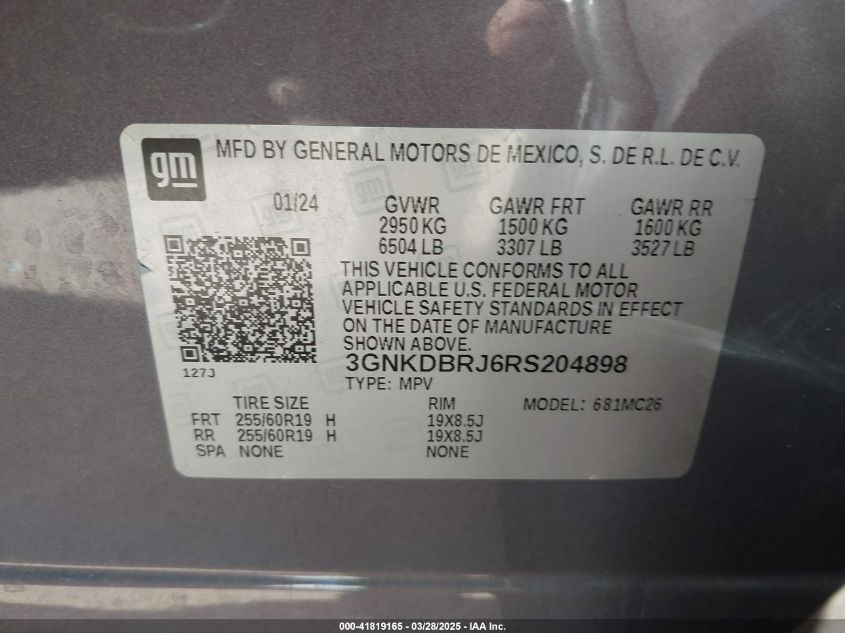 gm
MFD BY GENERAL MOTORS DE MEXICO, S. DE R.L. DE C.V.
01/24 GVWR GAWR FRT GAWR RR
2950 KG 1500 KG 1600 KG
6504 LB 3307 LB 3527 LB
THIS VEHICLE CONFORMS TO ALL
APPLICABLE U.S. FEDERAL MOTOR
VEHICLE SAFETY STANDARDS IN EFFECT
ON THE DATE OF MANUFACTURE
SHOWN ABOVE.
127J
3GNKDBRJ6RS204898
TYPE: MPV
TIRE SIZE RIM MODEL: 681MC26
FRT 255/60R19 H 19X8.5J
RR 255/60R19 H 19X8.5J
SPA NONE NONE
000-41819165 - 03/28/2025 - IAA Inc.